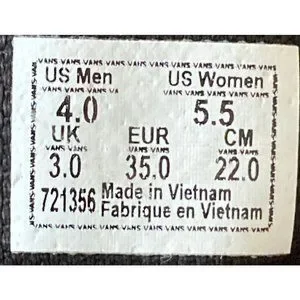 US Men US Women
4.0 5.5
UK EUR CM
3.0 35.0 22.0
721356 Made in Vietnam
Fabrique en Vietnam